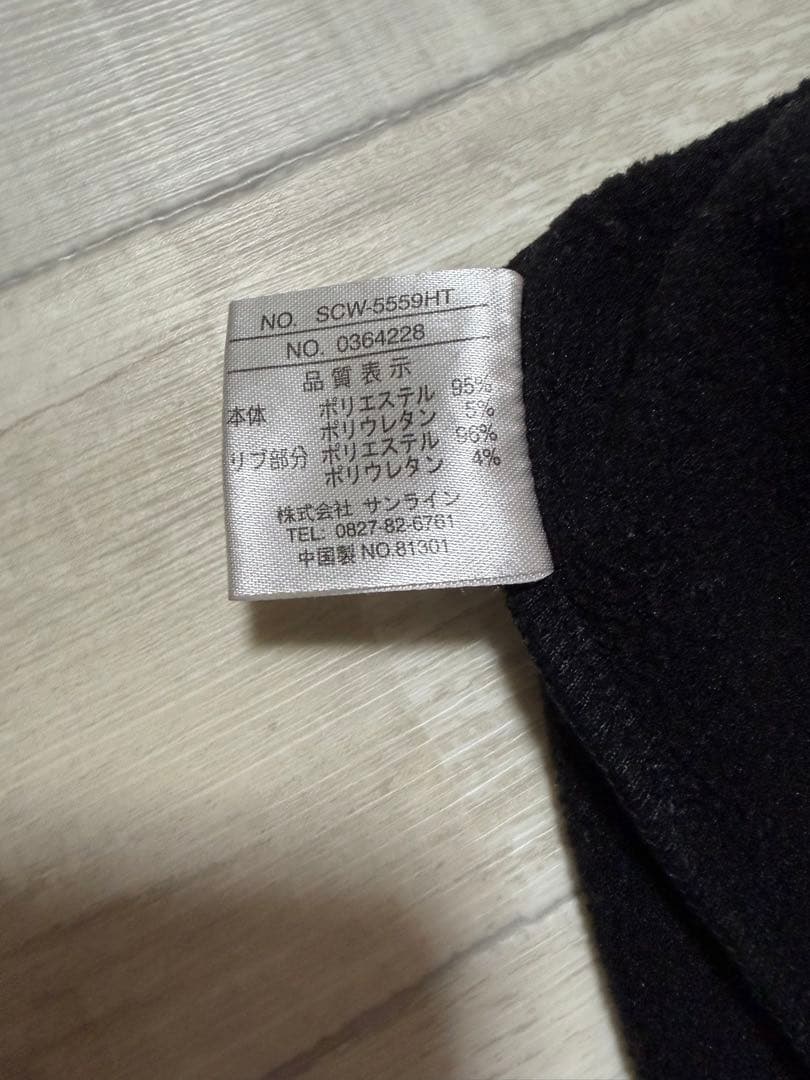 NO. SCW-5559HT
NO. 0364228
品質表示
本体 ポリエステル 95%
ポリウレタン 5%
リブ部分 ポリエステル 96%
ポリウレタン 4%
株式会社 サンライン
TEL: 0827-82-6761
中国製 NO.81301